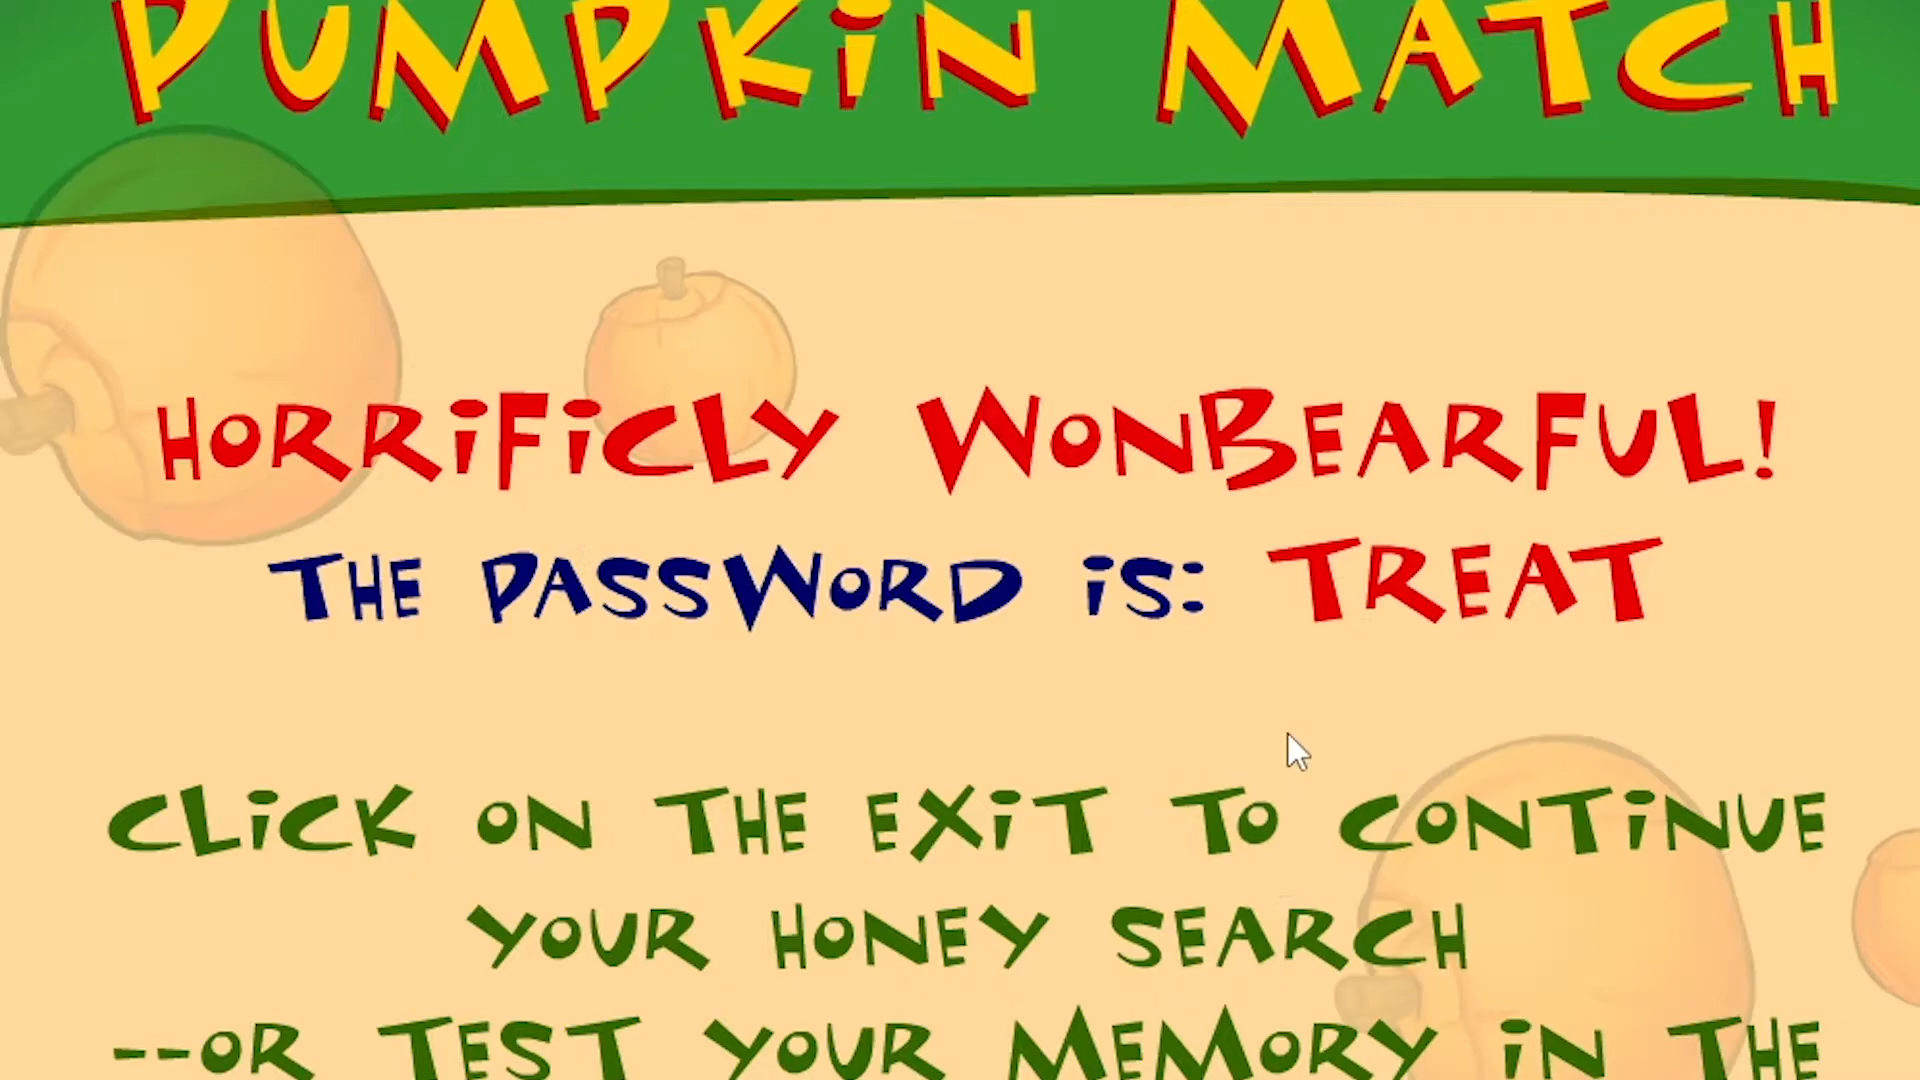 PUMPKIN MATCH
HORRIFICLY WONBEARFUL!
THE PASSWORD IS: TREAT
CLICK ON THE EXIT TO CONTINUE
YOUR HONEY SEARCH
--OR TEST YOUR MEMORY IN THE